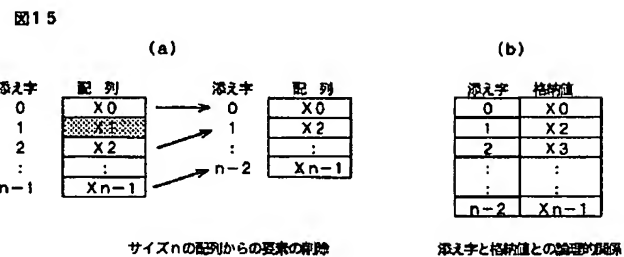 図15
(a)
添え字 配列 添え字 配列
0 X0 0 X0
1 X1 1 X2
2 X2 : :
: : n-2 Xn-1
n-1 Xn-1
サイズnの配列からの要素の削除
(b)
添え字 格納値
0 X0
1 X2
2 X3
: :
: :
n-2 Xn-1
添え字と格納値との論理的関係